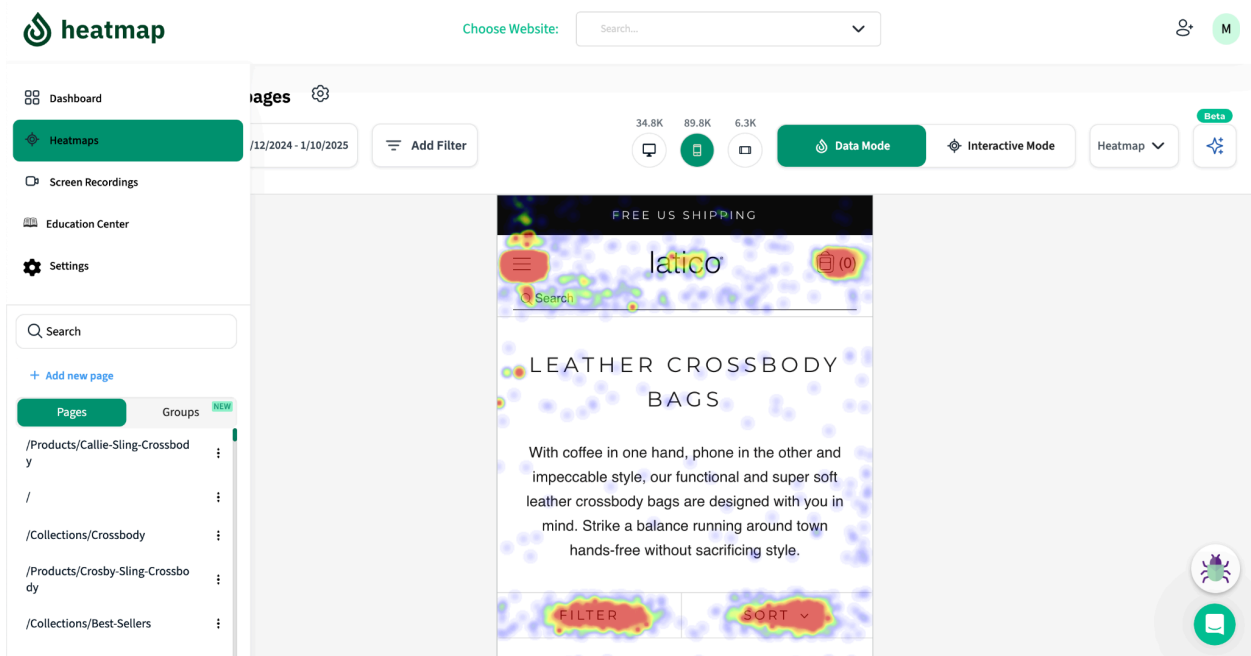 heatmap
Choose Website:
Search...
M
Dashboard
Heatmaps
Screen Recordings
Education Center
Settings
Search
+ Add new page
Pages
Groups
NEW
/Products/Callie-Sling-Crossbod
y
/
/Collections/Crossbody
/Products/Crosby-Sling-Crossbo
dy
/Collections/Best-Sellers
ages
/12/2024 - 1/10/2025
Add Filter
34.8K
89.8K
6.3K
Data Mode
Interactive Mode
Heatmap
Beta
FREE US SHIPPING
latico
(0)
Search
LEATHER CROSSBODY
BAGS
With coffee in one hand, phone in the other and
impeccable style, our functional and super soft
leather crossbody bags are designed with you in
mind. Strike a balance running around town
hands-free without sacrificing style.
FILTER
SORT